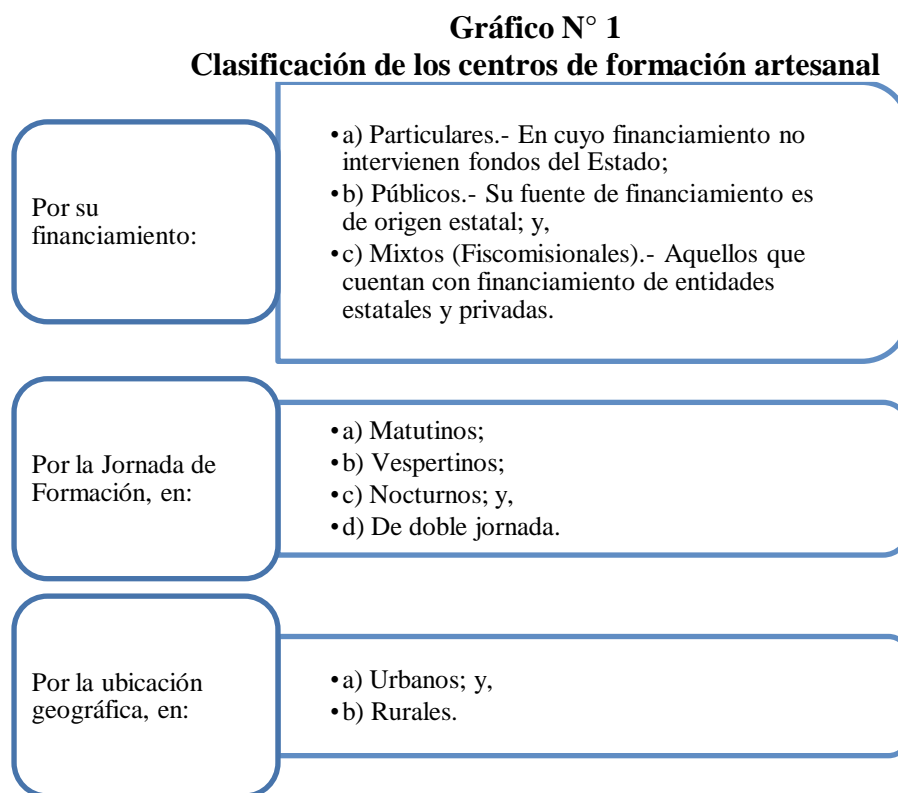 Gráfico N° 1
Clasificación de los centros de formación artesanal
Por su
financiamiento:
•a) Particulares.- En cuyo financiamiento no
intervienen fondos del Estado;
•b) Públicos.- Su fuente de financiamiento es
de origen estatal; y,
•c) Mixtos (Fiscomisionales).- Aquellos que
cuentan con financiamiento de entidades
estatales y privadas.
Por la Jornada de
Formación, en:
•a) Matutinos;
•b) Vespertinos;
•c) Nocturnos; y,
•d) De doble jornada.
Por la ubicación
geográfica, en:
•a) Urbanos; y,
•b) Rurales.